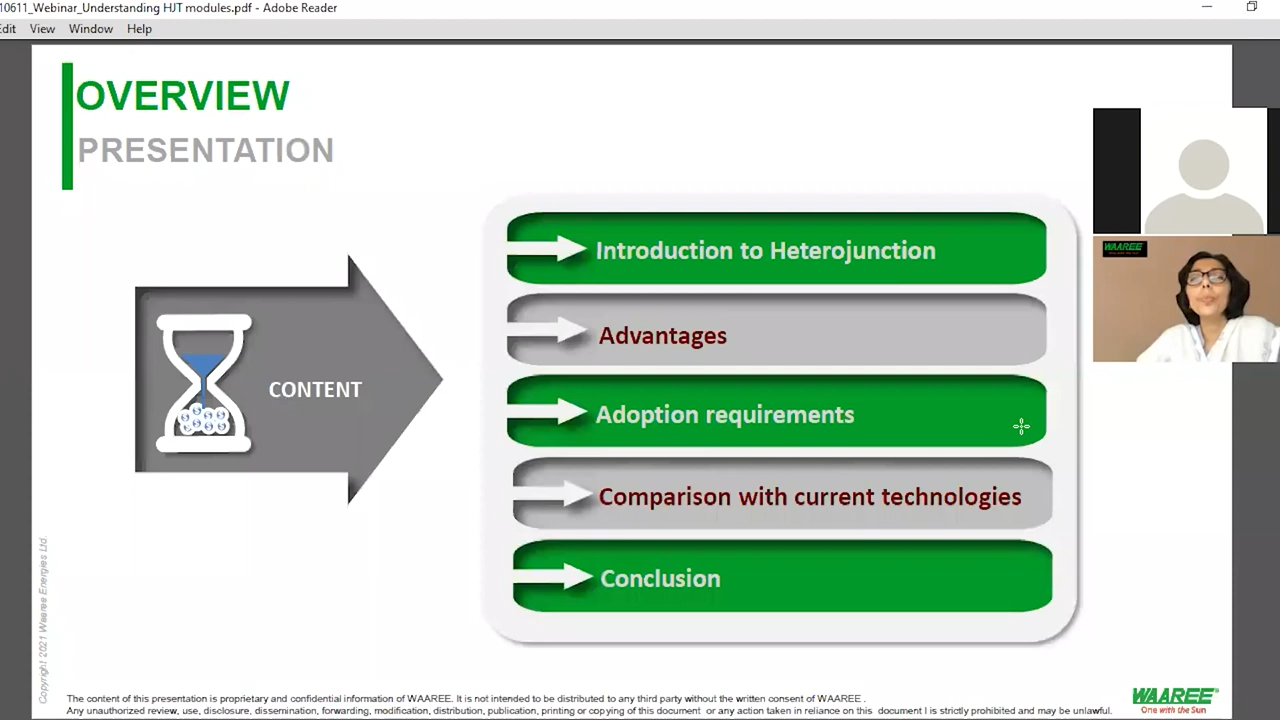 10611_Webinar_Understanding HJT modules.pdf - Adobe Reader
Edit View Window Help
OVERVIEW
PRESENTATION
CONTENT
Introduction to Heterojunction
Advantages
Adoption requirements
Comparison with current technologies
Conclusion
WAAREE
Copyright 2021 Waaree Energies Ltd.
The content of this presentation is proprietary and confidential information of WAAREE. It is not intended to be distributed to any third party without the written consent of WAAREE .
Any unauthorized review, use, disclosure, dissemination, forwarding, modification, distribution, publication, printing or copying of this document or any action taken in reliance on this document I is strictly prohibited and may be unlawful.
WAAREE
One with the Sun